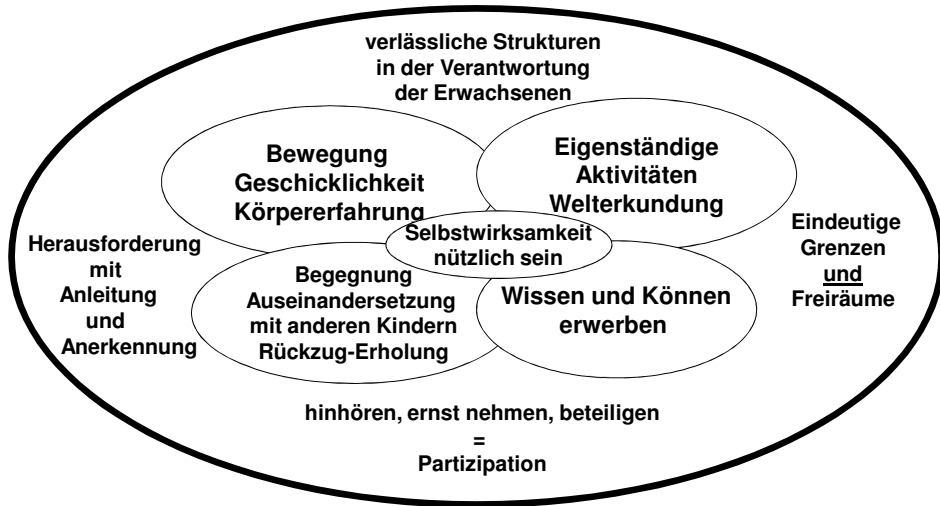 verlässliche Strukturen
in der Verantwortung
der Erwachsenen
Bewegung
Geschicklichkeit
Körpererfahrung
Eigenständige
Aktivitäten
Welterkundung
Selbstwirksamkeit
nützlich sein
Herausforderung
mit
Anleitung
und
Anerkennung
Begegnung
Auseinandersetzung
mit anderen Kindern
Rückzug-Erholung
Wissen und Können
erwerben
Eindeutige
Grenzen
und
Freiräume
hinhören, ernst nehmen, beteiligen
=
Partizipation